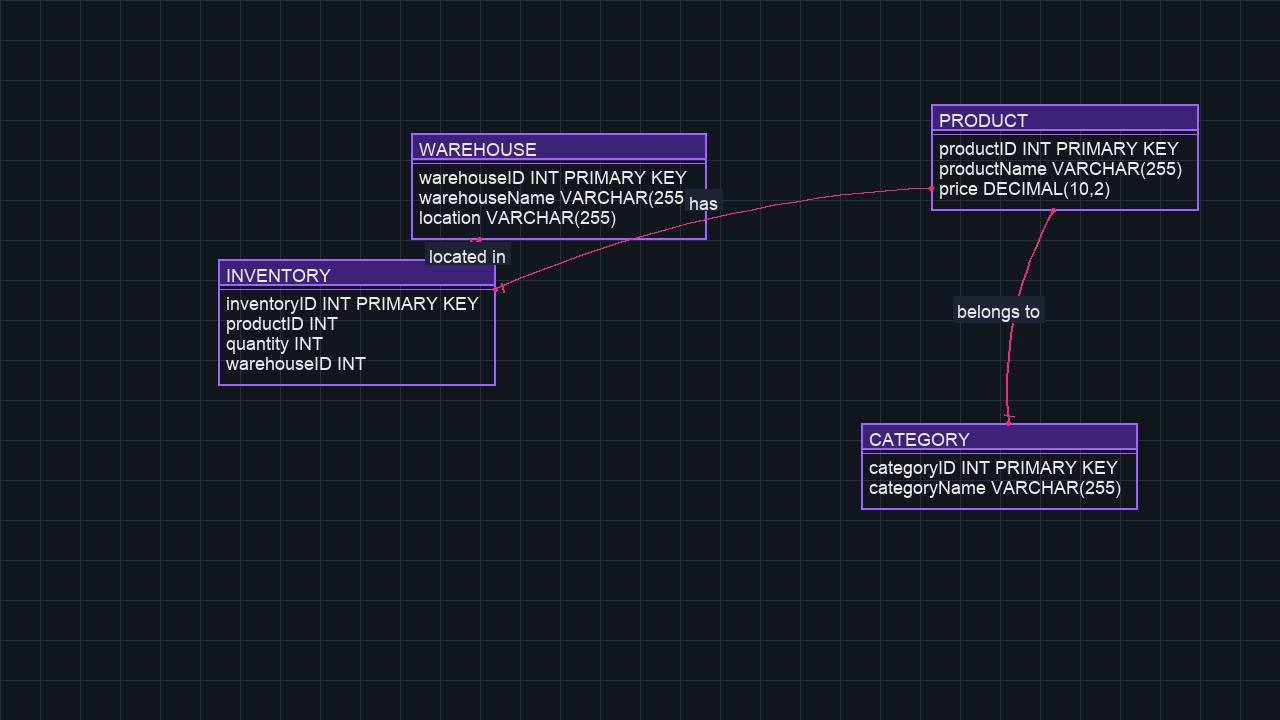 PRODUCT
productID INT PRIMARY KEY
productName VARCHAR(255)
price DECIMAL(10,2)
WAREHOUSE
warehouseID INT PRIMARY KEY
warehouseName VARCHAR(255
location VARCHAR(255)
has
located in
INVENTORY
inventoryID INT PRIMARY KEY
productID INT
quantity INT
warehouseID INT
belongs to
CATEGORY
categoryID INT PRIMARY KEY
categoryName VARCHAR(255)